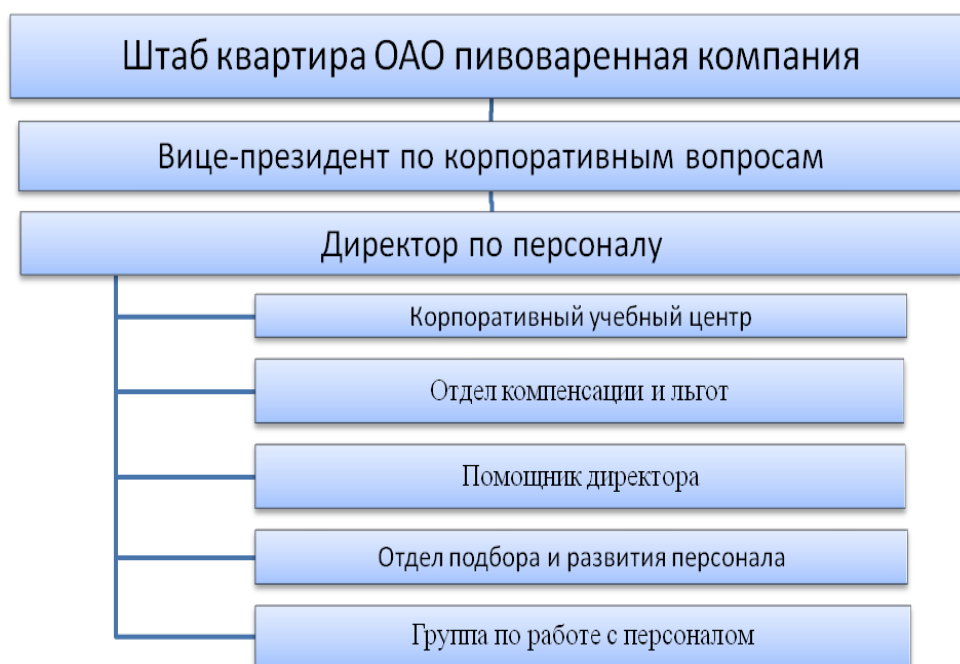 Штаб квартира ОАО пивоваренная компания
Вице-президент по корпоративным вопросам
Директор по персоналу
Корпоративный учебный центр
Отдел компенсации и льгот
Помощник директора
Отдел подбора и развития персонала
Группа по работе с персоналом